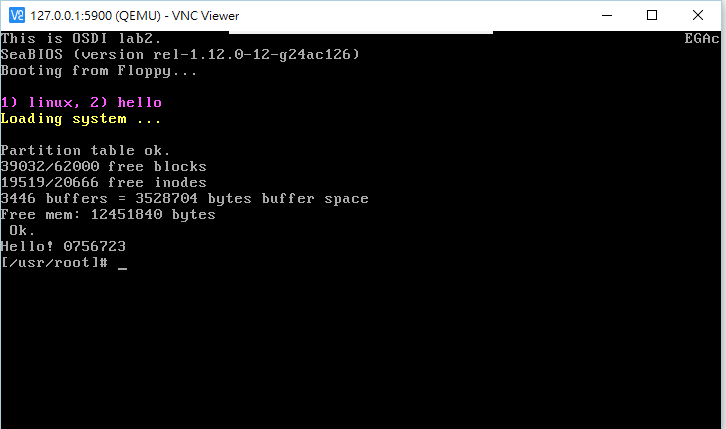 127.0.0.1:5900 (QEMU) - VNC Viewer
This is OSDI lab2. EGAc
SeaBIOS (version rel-1.12.0-12-g24ac126)
Booting from Floppy...
1) linux, 2) hello
Loading system ...
Partition table ok.
39032/62000 free blocks
19519/20666 free inodes
3446 buffers = 3528704 bytes buffer space
Free mem: 12451840 bytes
Ok.
Hello! 0756723
[/usr/root]# _